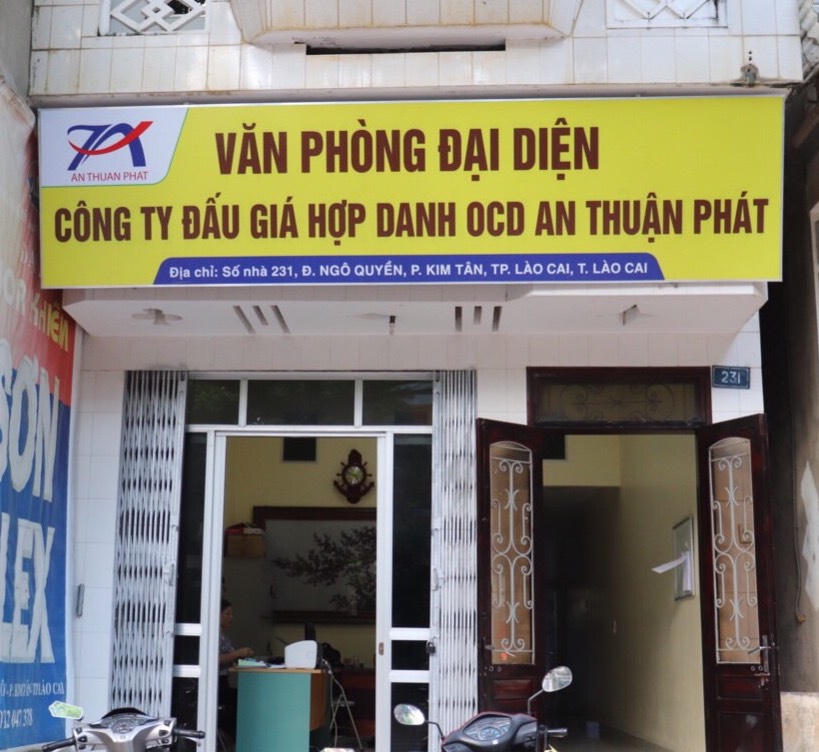 AN THUAN PHAT
VĂN PHÒNG ĐẠI DIỆN
CÔNG TY ĐẤU GIÁ HỢP DANH OCD AN THUẬN PHÁT
Địa chỉ: Số nhà 231, Đ. NGÔ QUYỀN, P. KIM TÂN, TP. LÀO CAI, T. LÀO CAI
231
SƠN
LEX